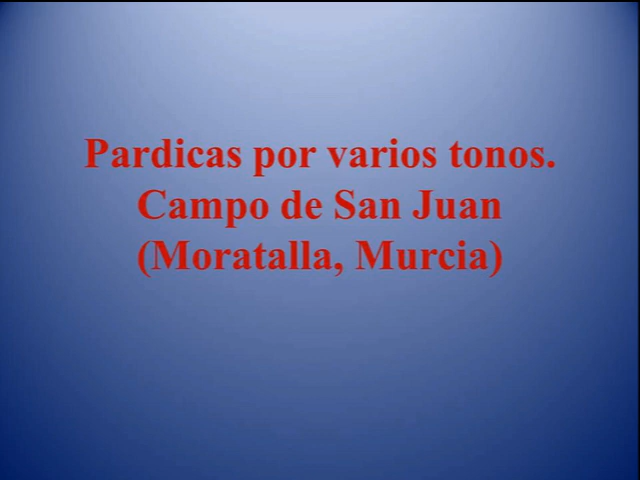 Pardicas por varios tonos.
Campo de San Juan
(Moratalla, Murcia)